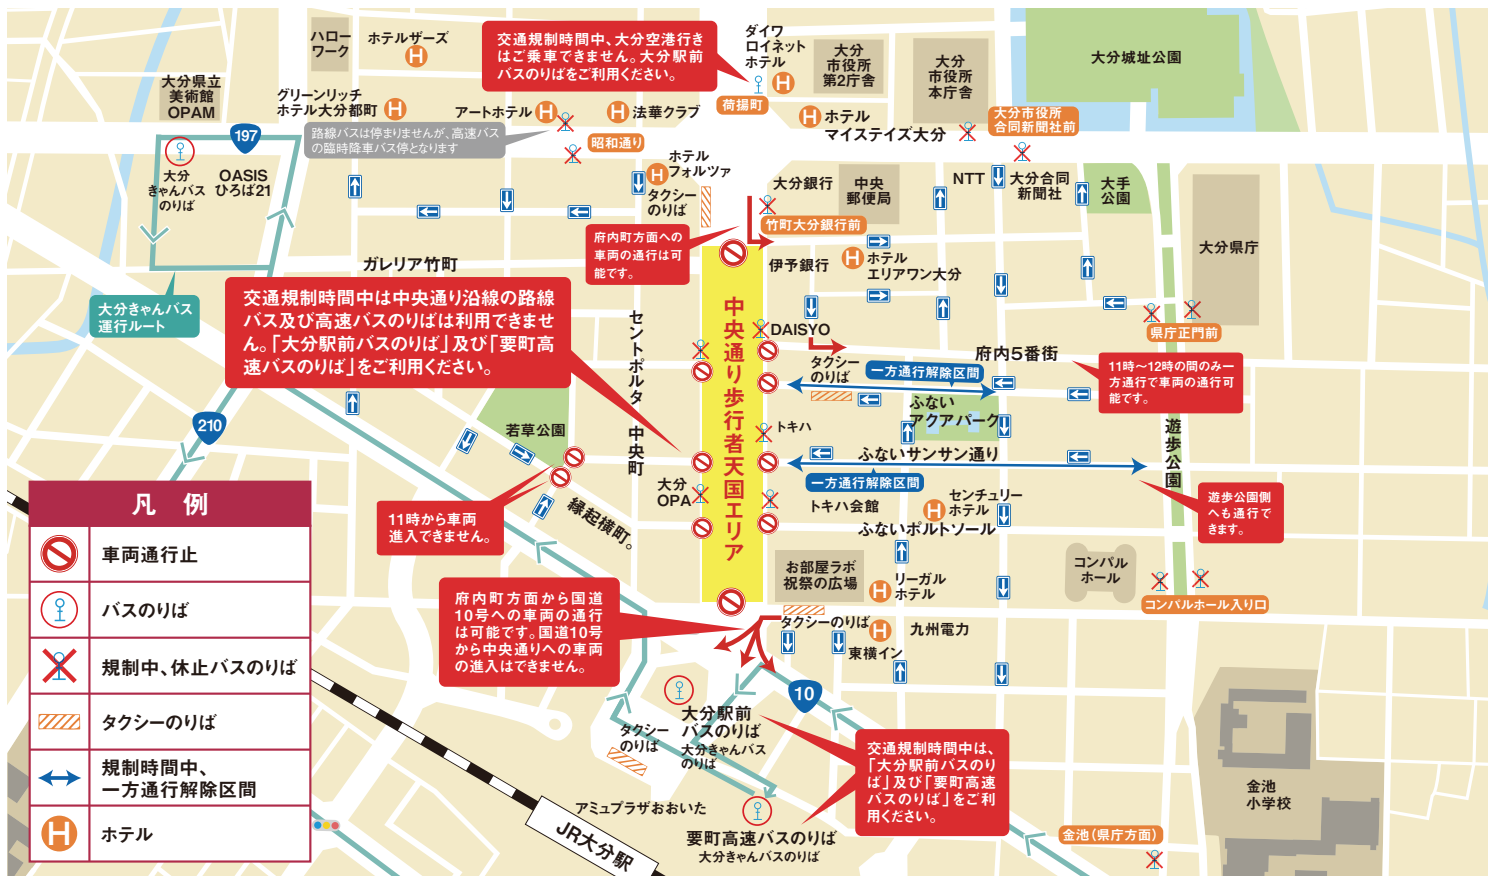 ハロー
ワーク
ホテルザーズ
交通規制時間中、大分空港行き
はご乗車できません。大分駅前
バスのりばをご利用ください。
ダイワ
ロイネット
ホテル
大分
市役所
第2庁舎
大分
市役所
本庁舎
大分城址公園
大分県立
美術館
OPAM
グリーンリッチ
ホテル大分都町
アートホテル
法華クラブ
荷揚町
ホテル
マイステイズ大分
大分市役所
合同新聞社前
197
路線バスは停まりませんが、高速バス
の臨時降車バス停となります
昭和通り
大分
きゃんバス
のりば
OASIS
ひろば21
ホテル
フォルツァ
タクシー
のりば
大分銀行
中央
郵便局
NTT
大分合同
新聞社
大手
公園
竹町大分銀行前
府内町方面への
車両の通行は可
能です。
大分県庁
ガレリア竹町
伊予銀行
ホテル
エリアワン大分
大分きゃんバス
運行ルート
交通規制時間中は中央通り沿線の路線
バス及び高速バスのりばは利用できませ
ん。「大分駅前バスのりば」及び「要町高
速バスのりば」をご利用ください。
セントポルタ
中央町
中央通り歩行者天国エリア
DAISYO
県庁正門前
府内5番街
タクシー
のりば
一方通行解除区間
11時〜12時の間のみ一
方通行で車両の通行可
能です。
210
若草公園
トキハ
ふない
アクアパーク
ふないサンサン通り
遊歩公園
一方通行解除区間
大分
OPA
トキハ会館
センチュリー
ホテル
遊歩公園側
へも通行で
きます。
11時から車両
進入できません。
縁起横町。
ふないポルトソール
凡 例
車両通行止
バスのりば
規制中、休止バスのりば
タクシーのりば
規制時間中、
一方通行解除区間
ホテル
お部屋ラボ
祝祭の広場
リーガル
ホテル
コンパル
ホール
コンパルホール入り口
府内町方面から国道
10号への車両の通行
は可能です。国道10号
から中央通りへの車両
の進入はできません。
タクシーのりば
九州電力
東横イン
10
大分駅前
バスのりば
大分きゃんバス
のりば
タクシー
のりば
交通規制時間中は、
「大分駅前バスのり
ば」及び「要町高速
バスのりば」をご利
用ください。
金池
小学校
アミュプラザおおいた
JR大分駅
要町高速バスのりば
大分きゃんバスのりば
金池(県庁方面)